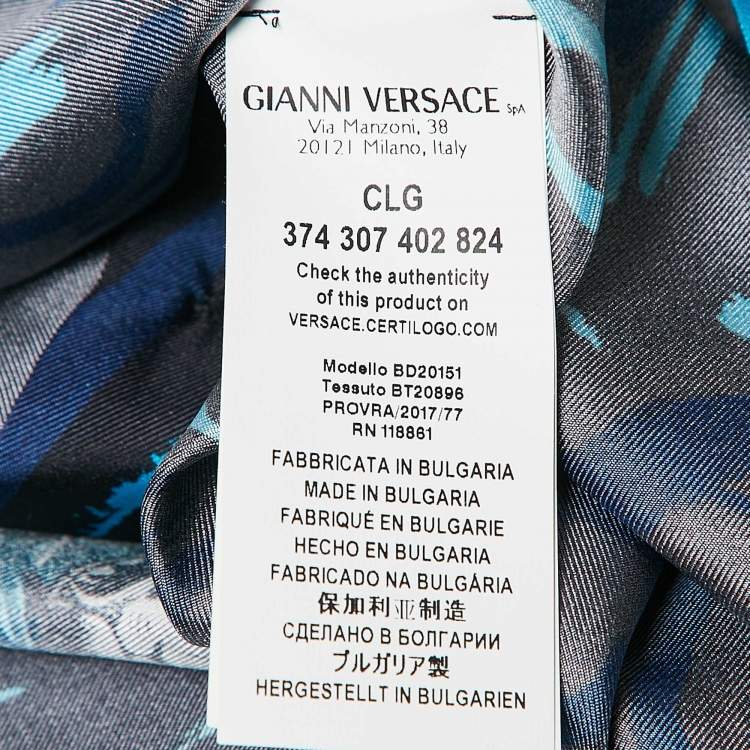 GIANNI VERSACE SpA
Via Manzoni, 38
20121 Milano, Italy
CLG
374 307 402 824
Check the authenticity
of this product on
VERSACE.CERTILOGO.COM
Modello BD20151
Tessuto BT20896
PROVRA/2017/77
RN 118861
FABBRICATA IN BULGARIA
MADE IN BULGARIA
FABRIQUÉ EN BULGARIE
HECHO EN BULGARIA
FABRICADO NA BULGÁRIA
保加利亚制造
СДЕЛАНО В БОЛГАРИИ
ブルガリア製
HERGESTELLT IN BULGARIEN